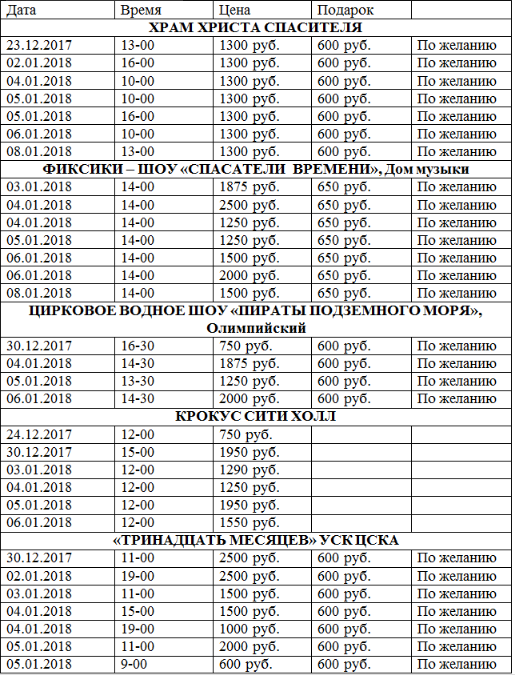 Дата Время Цена Подарок
ХРАМ ХРИСТА СПАСИТЕЛЯ
23.12.2017 13-00 1300 руб. 600 руб. По желанию
02.01.2018 16-00 1300 руб. 600 руб. По желанию
04.01.2018 10-00 1300 руб. 600 руб. По желанию
05.01.2018 10-00 1300 руб. 600 руб. По желанию
05.01.2018 16-00 1300 руб. 600 руб. По желанию
06.01.2018 10-00 1300 руб. 600 руб. По желанию
08.01.2018 13-00 1300 руб. 600 руб. По желанию
ФИКСИКИ – ШОУ «СПАСАТЕЛИ ВРЕМЕНИ», Дом музыки
03.01.2018 14-00 1875 руб. 650 руб. По желанию
04.01.2018 14-00 2500 руб. 650 руб. По желанию
04.01.2018 14-00 1250 руб. 650 руб. По желанию
05.01.2018 14-00 1250 руб. 650 руб. По желанию
06.01.2018 14-00 1500 руб. 650 руб. По желанию
06.01.2018 14-00 2000 руб. 650 руб. По желанию
08.01.2018 14-00 1500 руб. 650 руб. По желанию
ЦИРКОВОЕ ВОДНОЕ ШОУ «ПИРАТЫ ПОДЗЕМНОГО МОРЯ»,
Олимпийский
30.12.2017 16-30 750 руб. 600 руб. По желанию
04.01.2018 14-30 1875 руб. 600 руб. По желанию
05.01.2018 13-30 1250 руб. 600 руб. По желанию
06.01.2018 14-30 2000 руб. 600 руб. По желанию
КРОКУС СИТИ ХОЛЛ
24.12.2017 12-00 750 руб.
30.12.2017 15-00 1950 руб.
03.01.2018 12-00 1290 руб.
04.01.2018 12-00 1250 руб.
05.01.2018 12-00 1950 руб.
06.01.2018 12-00 1550 руб.
«ТРИНАДЦАТЬ МЕСЯЦЕВ» УСК ЦСКА
30.12.2017 11-00 2500 руб. 600 руб. По желанию
02.01.2018 19-00 2500 руб. 600 руб. По желанию
03.01.2018 11-00 1500 руб. 600 руб. По желанию
04.01.2018 15-00 1500 руб. 600 руб. По желанию
04.01.2018 19-00 1000 руб. 600 руб. По желанию
05.01.2018 11-00 2000 руб. 600 руб. По желанию
05.01.2018 9-00 600 руб. 600 руб. По желанию